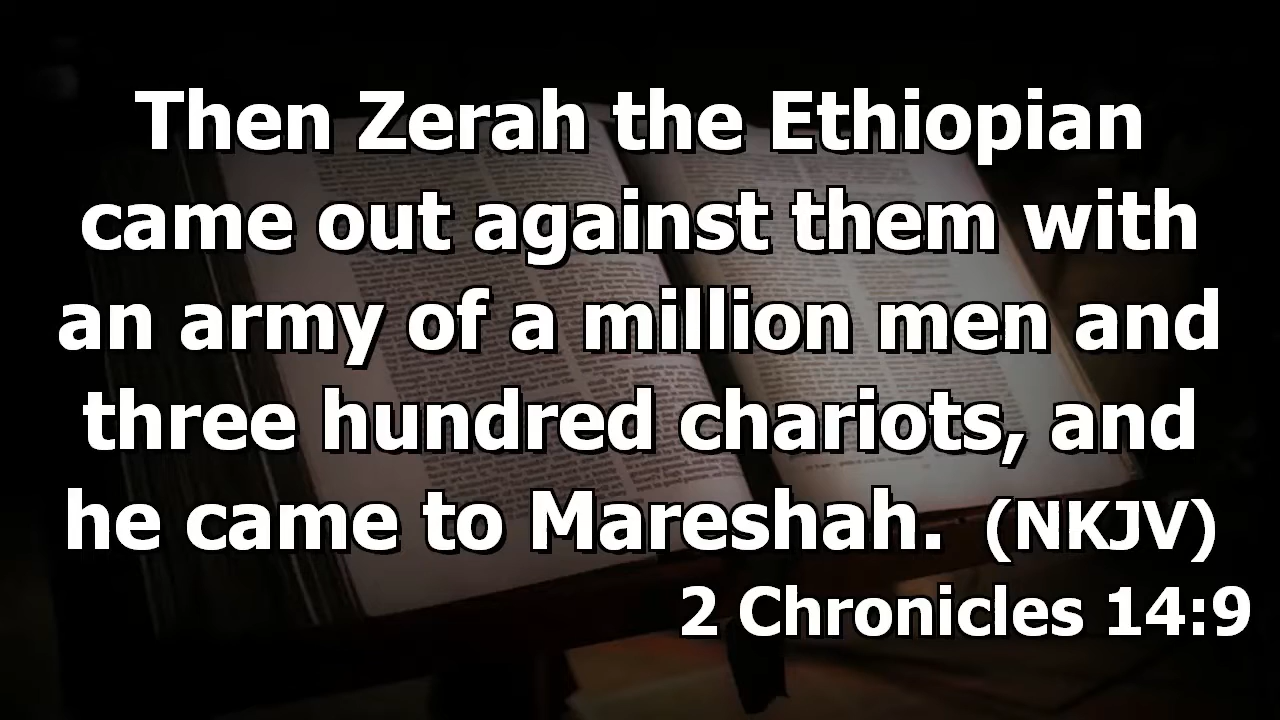 Then Zerah the Ethiopian
came out against them with
an army of a million men and
three hundred chariots, and
he came to Mareshah. (NKJV)
2 Chronicles 14:9